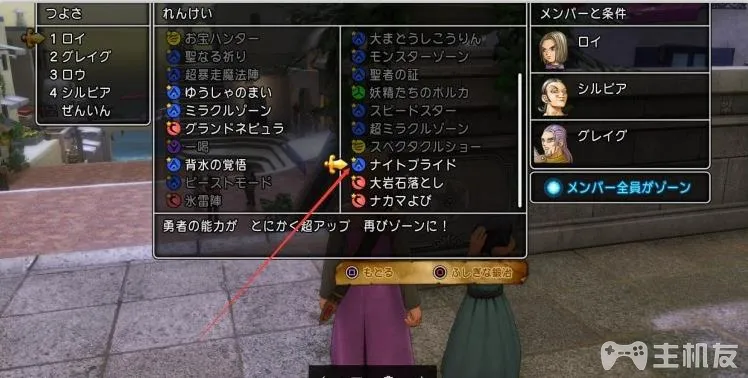 つよさ
1 ロイ
2 グレイグ
3 ロウ
4 シルビア
ぜんいん
れんけい
お宝ハンター
聖なる祈り
超暴走魔法陣
ゆうしゃのまい
ミラクルゾーン
グランドネビュラ
一喝
背水の覚悟
ビーストモード
氷雷陣
大まどうしこうりん
モンスターゾーン
聖者の証
妖精たちのポルカ
スピードスター
超ミラクルゾーン
スペクタクルショー
ナイトプライド
大岩石落とし
ナカマよび
勇者の能力が とにかく超アップ 再びゾーンに!
メンバーと条件
ロイ
シルビア
グレイグ
メンバー全員がゾーン
もどる
ふしぎな鍛冶
主机友